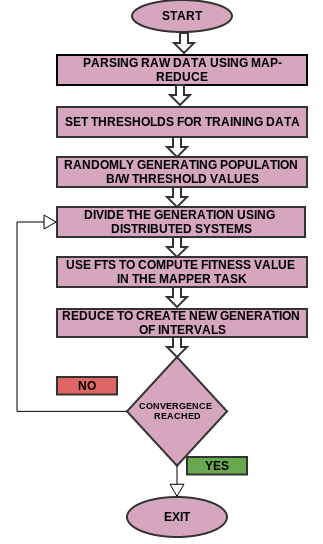 START
PARSING RAW DATA USING MAP-
REDUCE
SET THRESHOLDS FOR TRAINING DATA
RANDOMLY GENERATING POPULATION
B/W THRESHOLD VALUES
DIVIDE THE GENERATION USING
DISTRIBUTED SYSTEMS
USE FTS TO COMPUTE FITNESS VALUE
IN THE MAPPER TASK
REDUCE TO CREATE NEW GENERATION
OF INTERVALS
NO
CONVERGENCE
REACHED
YES
EXIT